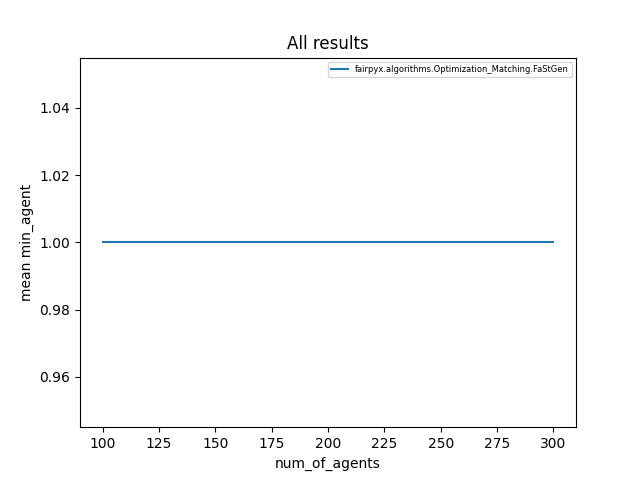 All results
fairpyx.algorithms.Optimization_Matching.FaStGen
1.04
1.02
1.00
0.98
0.96
mean min_agent
100 125 150 175 200 225 250 275 300
num_of_agents